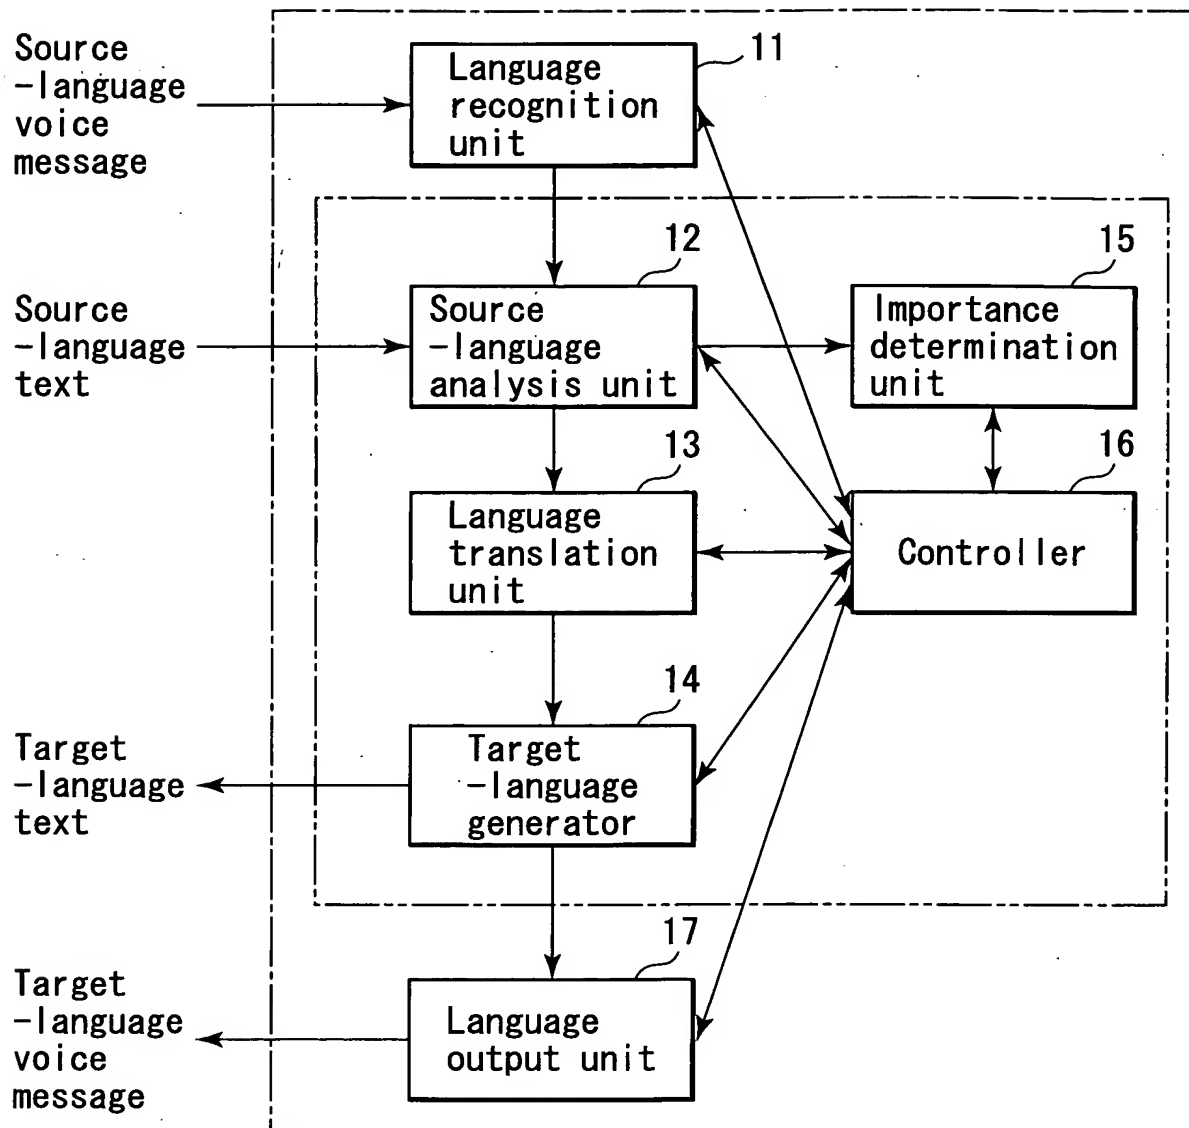 Source
-language
voice
message
11
Language
recognition
unit
12
15
Source
-language
text
Source
-language
analysis unit
Importance
determination
unit
13
16
Language
translation
unit
Controller
14
Target
-language
text
Target
-language
generator
17
Target
-language
voice
message
Language
output unit